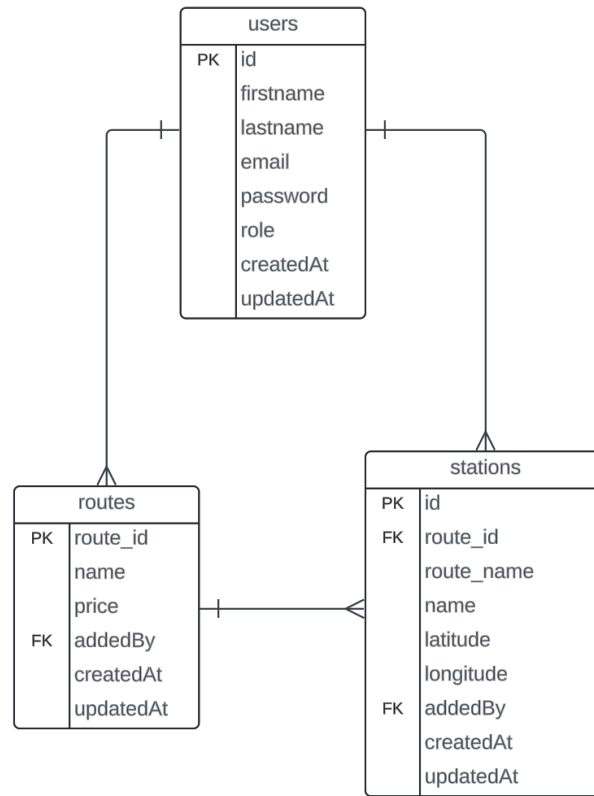 users
PK id
firstname
lastname
email
password
role
createdAt
updatedAt
routes
PK route_id
name
price
FK addedBy
createdAt
updatedAt
stations
PK id
FK route_id
route_name
name
latitude
longitude
FK addedBy
createdAt
updatedAt